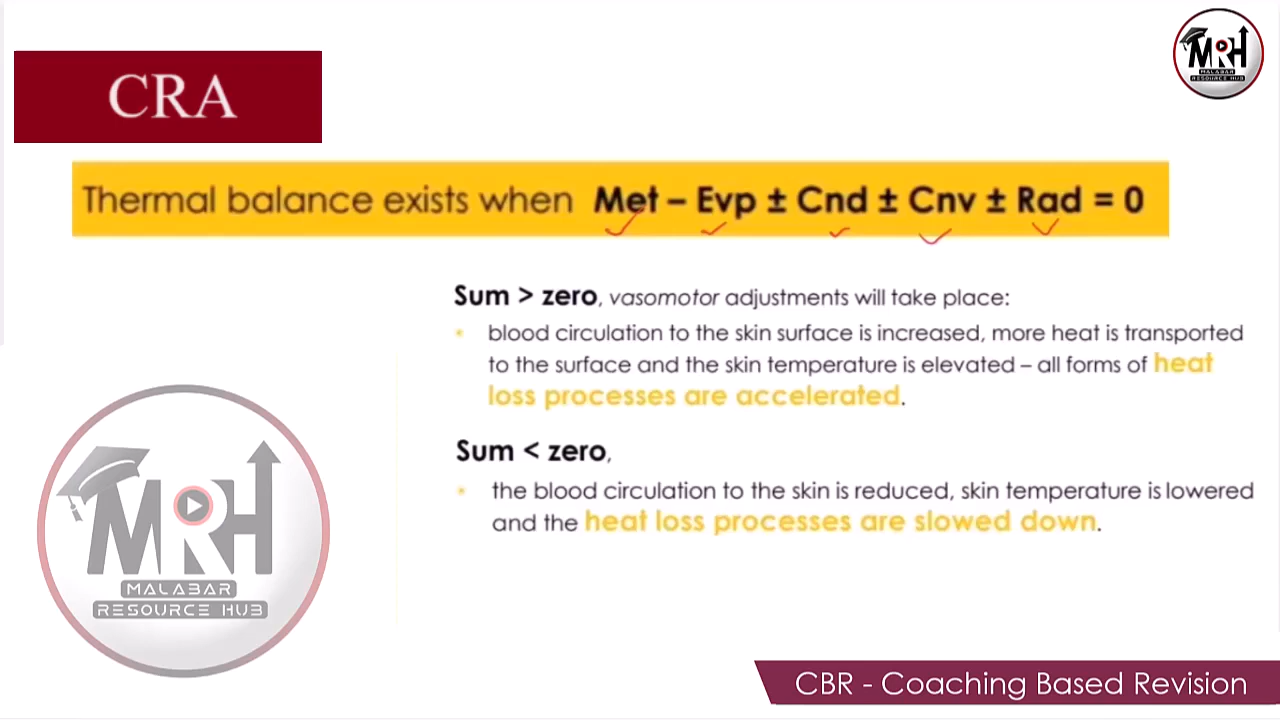 MRH
MALABAR
RESOURCE HUB
CRA
Thermal balance exists when Met – Evp ± Cnd ± Cnv ± Rad = 0
Sum > zero, vasomotor adjustments will take place:
• blood circulation to the skin surface is increased, more heat is transported
to the surface and the skin temperature is elevated – all forms of heat
loss processes are accelerated.
Sum < zero,
• the blood circulation to the skin is reduced, skin temperature is lowered
and the heat loss processes are slowed down.
MRH
MALABAR
RESOURCE HUB
CBR - Coaching Based Revision